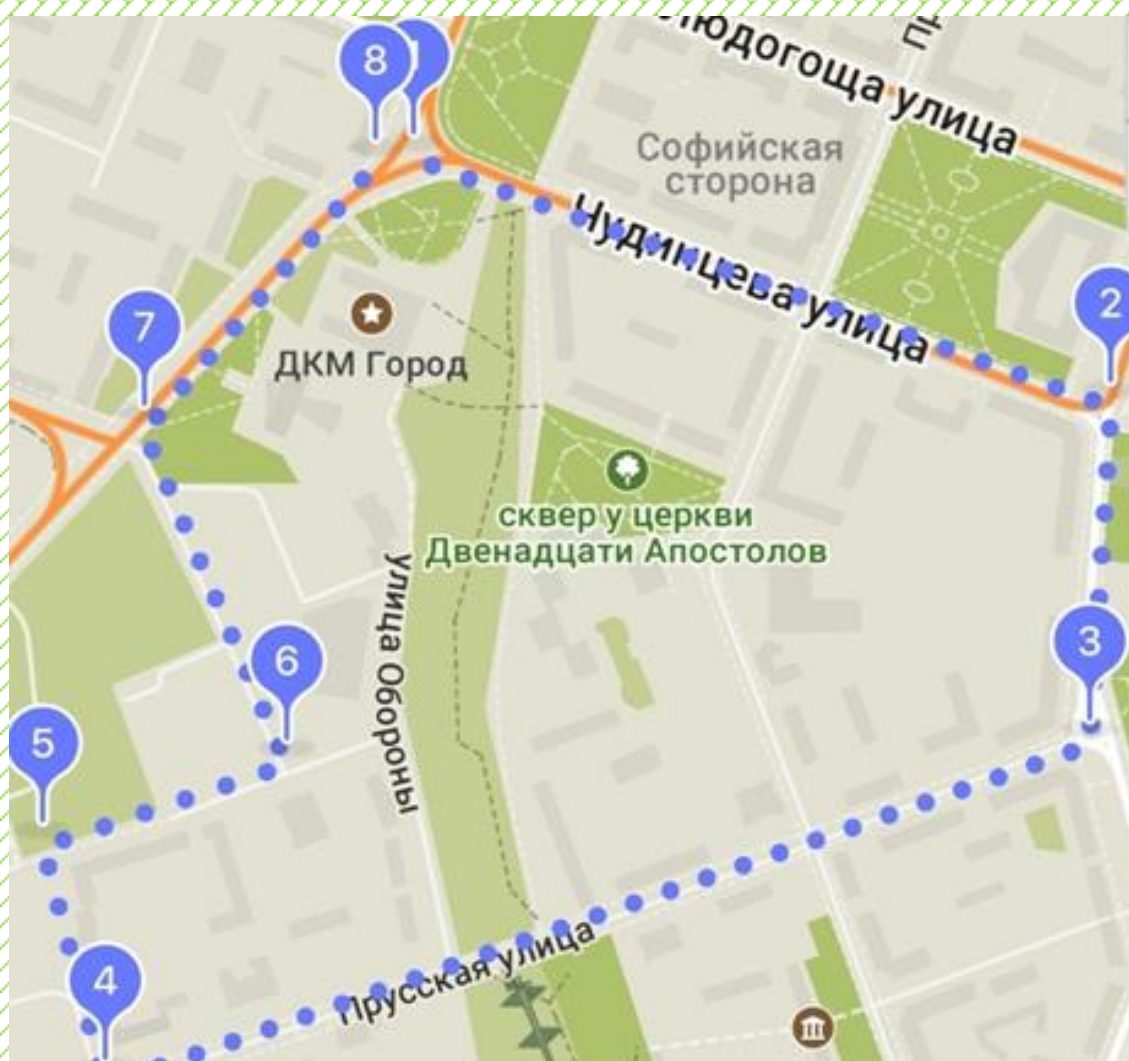 Людогоща улица
Софийская
сторона
Чудинцева улица
8
1
2
7
ДКМ Город
сквер у церкви
Двенадцати Апостолов
улица Обороны
3
6
5
4
Прусская улица